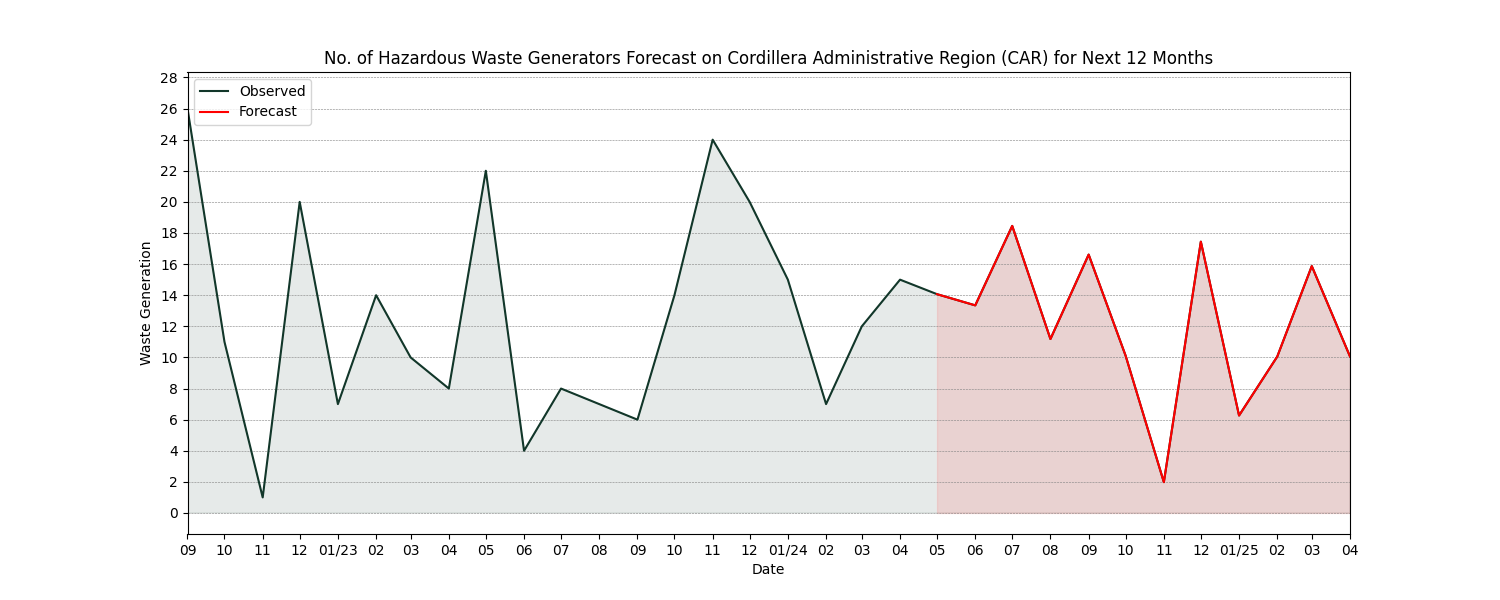 No. of Hazardous Waste Generators Forecast on Cordillera Administrative Region (CAR) for Next 12 Months
Observed
Forecast
Waste Generation
28
26
24
22
20
18
16
14
12
10
8
6
4
2
0
09 10 11 12 01/23 02 03 04 05 06 07 08 09 10 11 12 01/24 02 03 04 05 06 07 08 09 10 11 12 01/25 02 03 04
Date